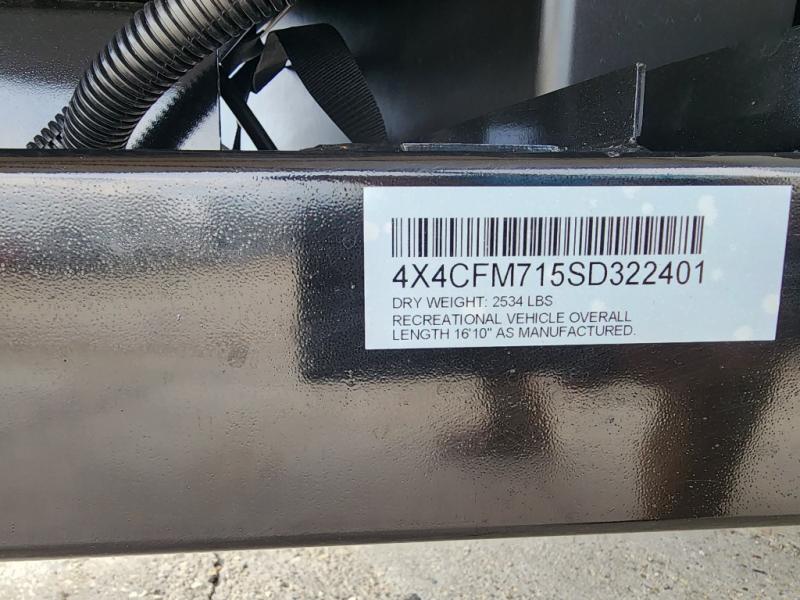 4X4CFM715SD322401
DRY WEIGHT: 2534 LBS
RECREATIONAL VEHICLE OVERALL
LENGTH 16'10" AS MANUFACTURED.